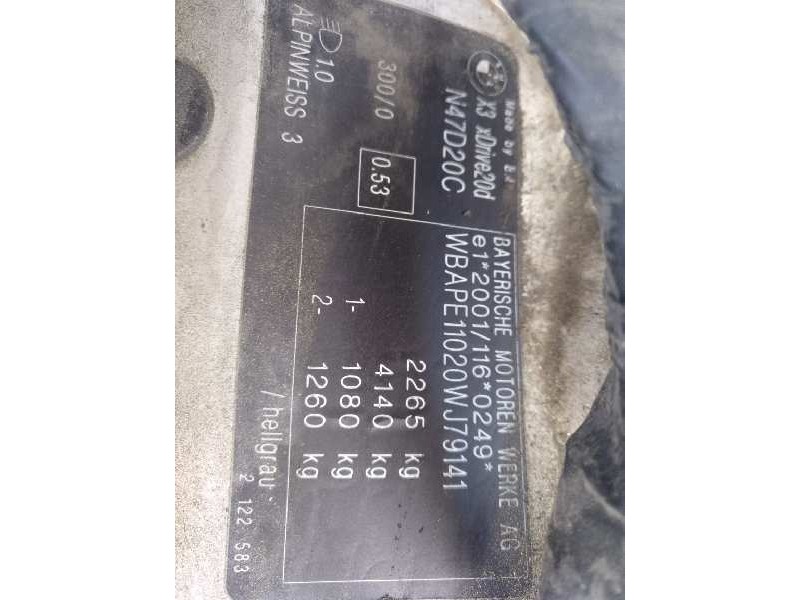 Made by
X3 xDrive20d
N47D20C
BAYERISCHE MOTOREN WERKE AG
e1*2001/116*0249*
WBAPE11020WJ79141
2265 kg
4140 kg
1- 1080 kg
2- 1260 kg
0.53
300/0
1.0
ALPINWEISS 3
/hellgrau
2 122 583